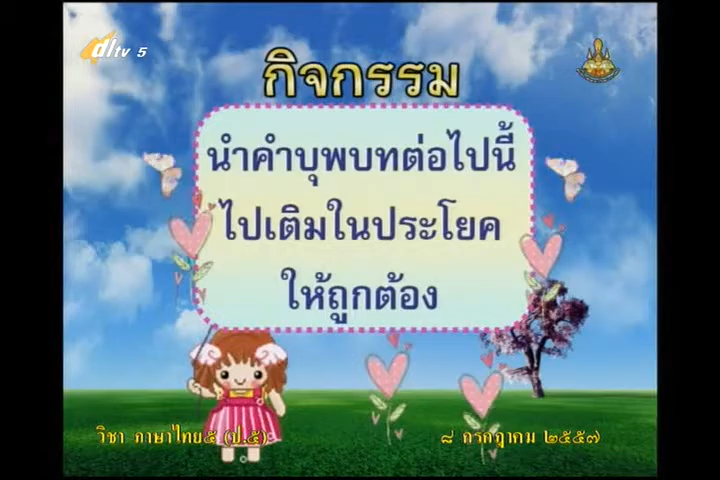 dltv 5
กิจกรรม
นำคำบุพบทต่อไปนี้
ไปเติมในประโยค
ให้ถูกต้อง
วิชา ภาษาไทย๕ (ป.๕)
๘ กรกฎาคม ๒๕๕๗